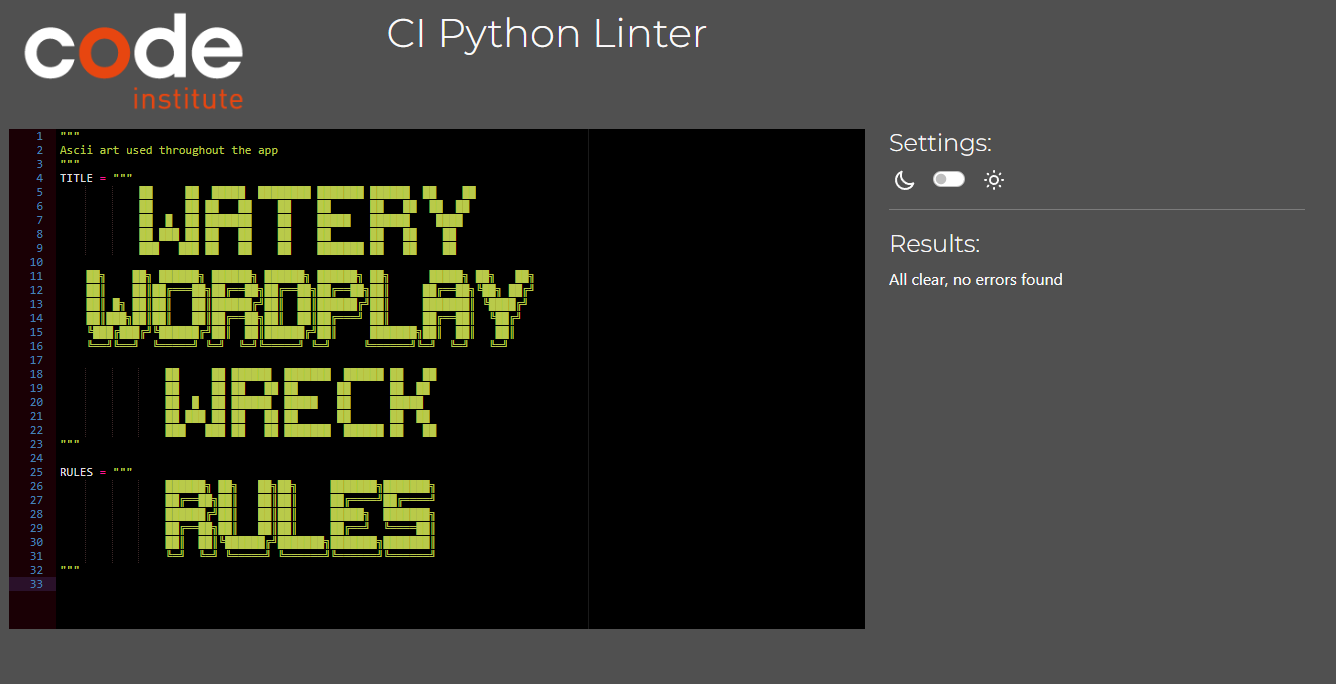 code
institute
CI Python Linter
1 """
2 Ascii art used throughout the app
3 """
4 TITLE = """
5
6
7 WATERY
8
9
10
11
12
13 WORDPLAY
14
15
16
17
18
19
20 WRECK
21
22
23 """
24
25 RULES = """
26
27
28 RULES
29
30
31
32 """
33
Settings:
Results:
All clear, no errors found